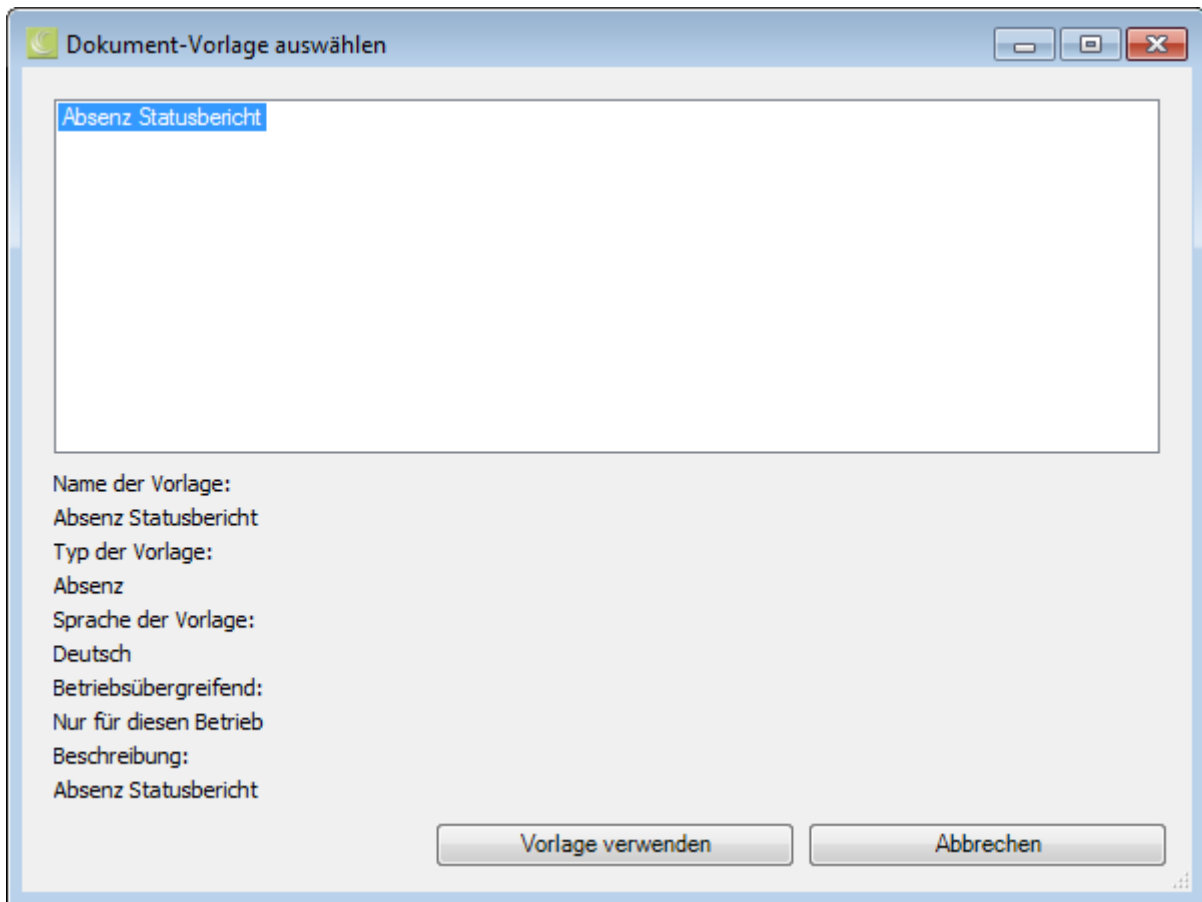 Dokument-Vorlage auswählen
Absenz Statusbericht
Name der Vorlage:
Absenz Statusbericht
Typ der Vorlage:
Absenz
Sprache der Vorlage:
Deutsch
Betriebsübergreifend:
Nur für diesen Betrieb
Beschreibung:
Absenz Statusbericht
Vorlage verwenden
Abbrechen